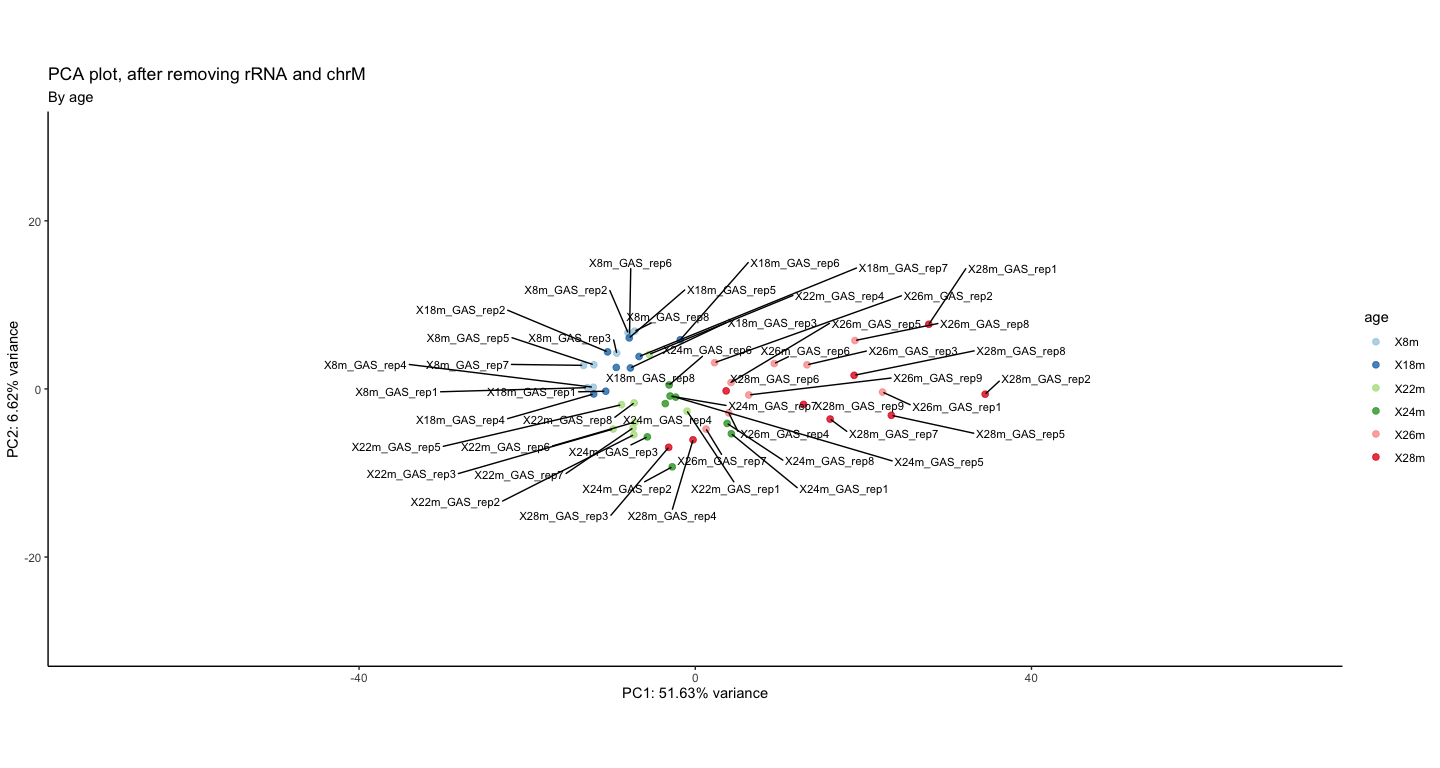 PCA plot, after removing rRNA and chrM
By age
PC2: 6.62% variance
20
0
-20
X8m_GAS_rep6
X18m_GAS_rep6
X18m_GAS_rep7
X28m_GAS_rep1
X8m_GAS_rep2
X18m_GAS_rep5
X22m_GAS_rep4
X26m_GAS_rep2
X18m_GAS_rep2
X8m_GAS_rep8
X18m_GAS_rep3
X26m_GAS_rep5
X26m_GAS_rep8
X8m_GAS_rep5
X8m_GAS_rep3
X24m_GAS_rep6
X26m_GAS_rep6
X26m_GAS_rep3
X28m_GAS_rep8
X8m_GAS_rep4
X8m_GAS_rep7
X18m_GAS_rep8
X28m_GAS_rep6
X26m_GAS_rep9
X28m_GAS_rep2
X8m_GAS_rep1
X18m_GAS_rep1
X24m_GAS_rep7
X28m_GAS_rep9
X26m_GAS_rep1
X18m_GAS_rep4
X22m_GAS_rep8
X24m_GAS_rep4
X26m_GAS_rep4
X28m_GAS_rep7
X28m_GAS_rep5
X22m_GAS_rep5
X22m_GAS_rep6
X24m_GAS_rep3
X26m_GAS_rep7
X24m_GAS_rep8
X24m_GAS_rep5
X22m_GAS_rep3
X22m_GAS_rep7
X24m_GAS_rep2
X22m_GAS_rep1
X24m_GAS_rep1
X22m_GAS_rep2
X28m_GAS_rep3
X28m_GAS_rep4
-40
0
40
PC1: 51.63% variance
age
X8m
X18m
X22m
X24m
X26m
X28m